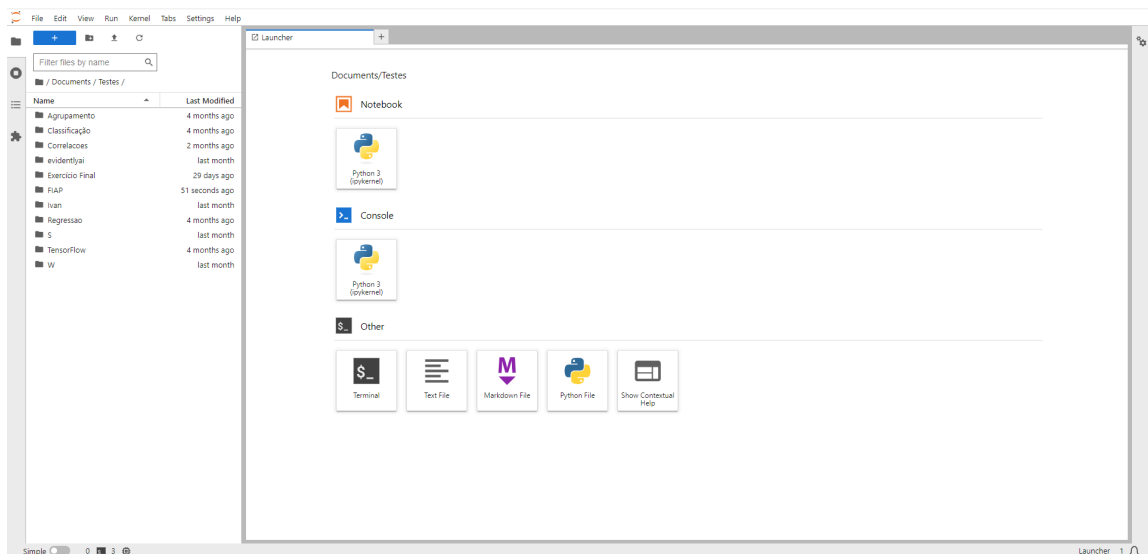 File Edit View Run Kernel Tabs Settings Help
+
Launcher
+
Filter files by name
/ Documents / Testes /
Name Last Modified
Agrupamento 4 months ago
Classificação 4 months ago
Correlacoes 2 months ago
evidentlyai last month
Exercício Final 29 days ago
FIAP 51 seconds ago
Ivan last month
Regressao 4 months ago
S last month
TensorFlow 4 months ago
W last month
Documents/Testes
Notebook
Python 3
(ipykernel)
>_ Console
Python 3
(ipykernel)
$_ Other
$_
M
Terminal Text File Markdown File Python File Show Contextual
Help
Simple 0 $_ 3 Launcher 1